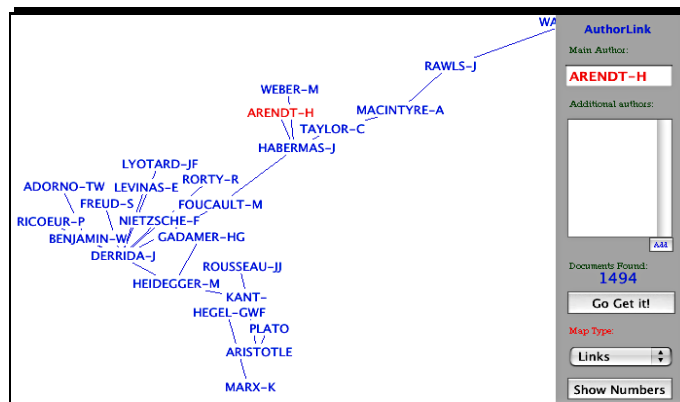 WA
RAWLS-J
WEBER-M
ARENDT-H
MACINTYRE-A
TAYLOR-C
HABERMAS-J
LYOTARD-JF
RORTY-R
ADORNO-TW
LEVINAS-E
FREUD-S
FOUCAULT-M
RICOEUR-P
NIETZSCHE-F
BENJAMIN-W
GADAMER-HG
DERRIDA-J
ROUSSEAU-JJ
HEIDEGGER-M
KANT-
HEGEL-GWF
PLATO
ARISTOTLE
MARX-K
AuthorLink
Main Author:
ARENDT-H
Additional authors:
Add
Documents Found:
1494
Go Get it!
Map Type:
Links
Show Numbers